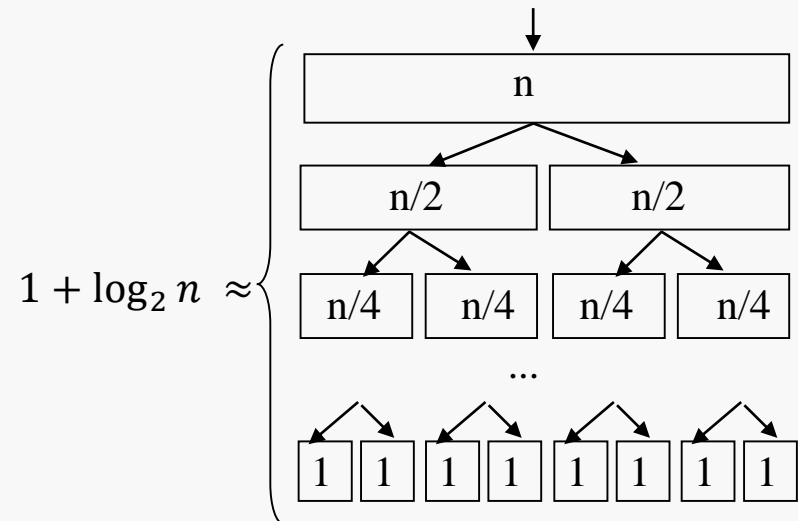 n
n/2 n/2
1 + log₂ n ≈
n/4 n/4 n/4 n/4
...
1 1 1 1 1 1 1 1